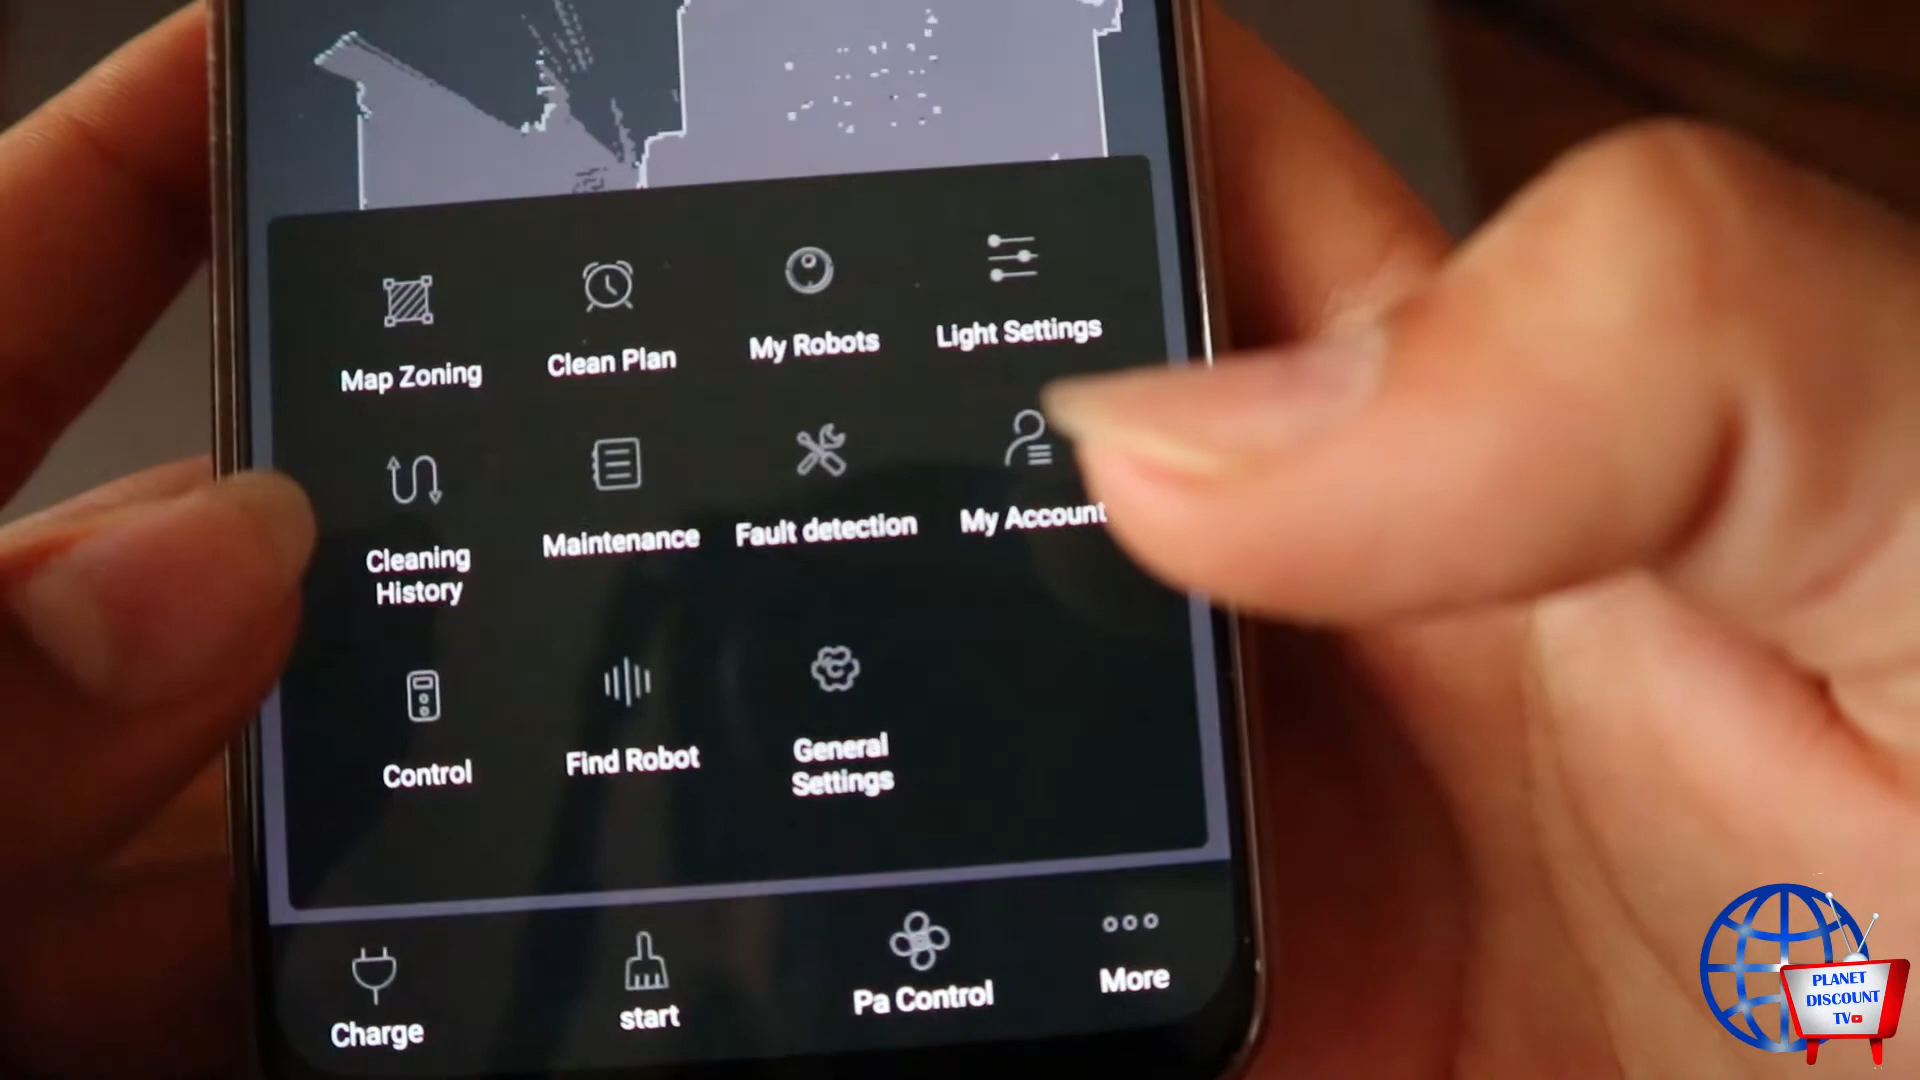 Map Zoning
Clean Plan
My Robots
Light Settings
Cleaning
History
Maintenance
Fault detection
My Account
Control
Find Robot
General
Settings
Charge
start
Pa Control
More
PLANET
DISCOUNT
TV